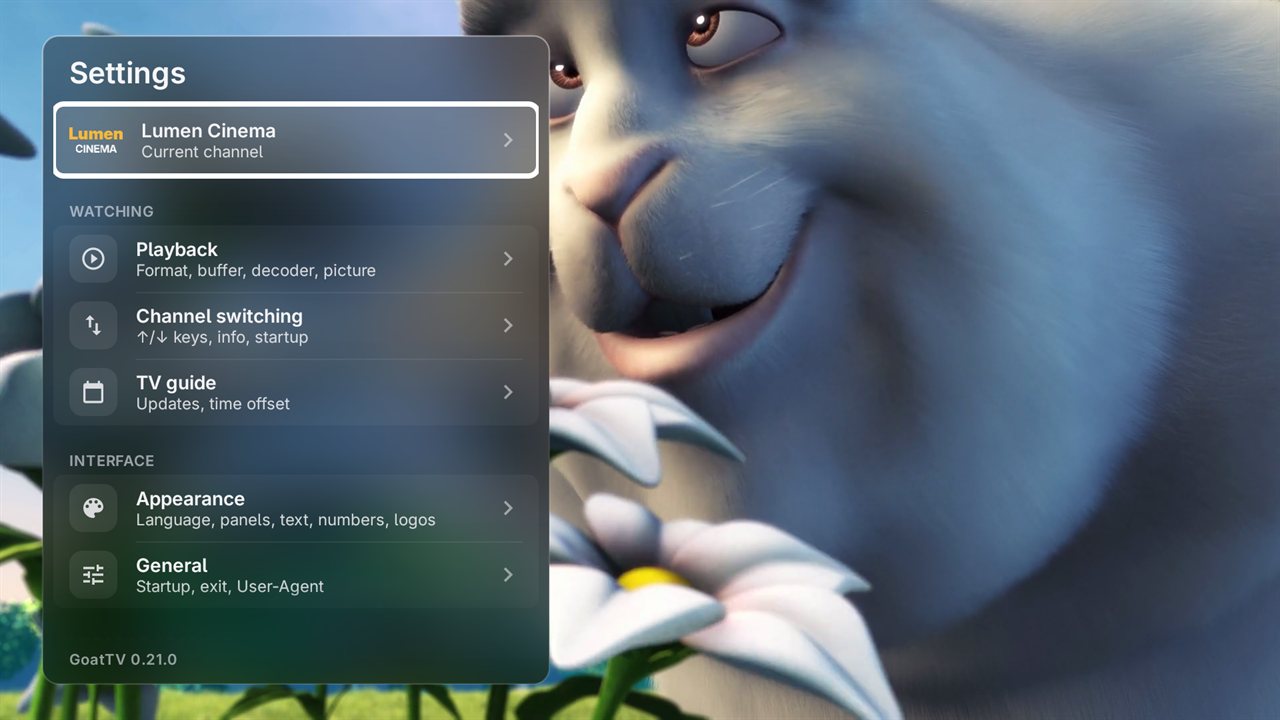 Settings
Lumen
CINEMA
Lumen Cinema
Current channel
WATCHING
Playback
Format, buffer, decoder, picture
Channel switching
↑/↓ keys, info, startup
TV guide
Updates, time offset
INTERFACE
Appearance
Language, panels, text, numbers, logos
General
Startup, exit, User-Agent
GoatTV 0.21.0